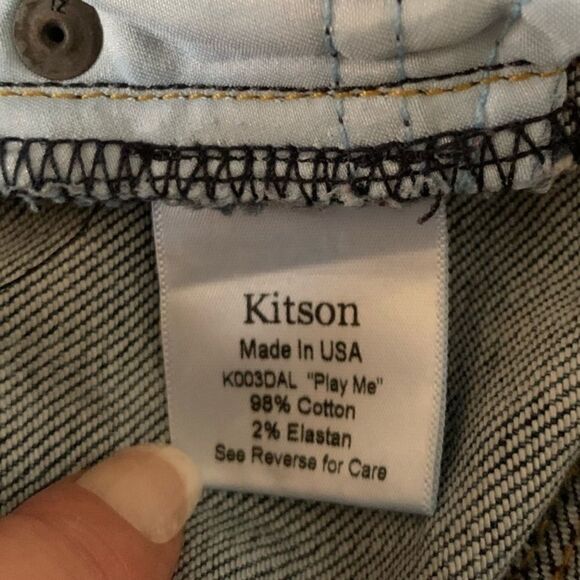 Kitson
Made In USA
K003DAL "Play Me"
98% Cotton
2% Elastan
See Reverse for Care